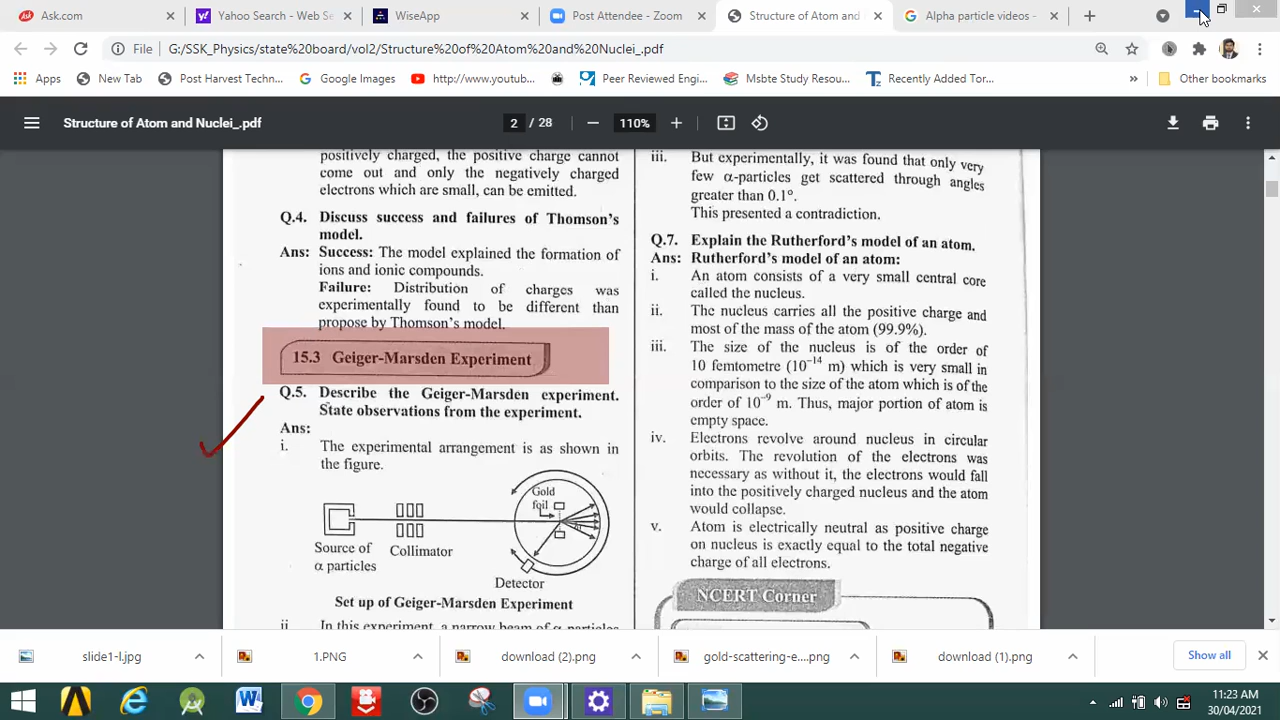 Ask.com
Yahoo Search - Web Se
WiseApp
Post Attendee - Zoom
Structure of Atom and
Alpha particle videos -
File
G:/SSK_Physics/state%20board/vol2/Structure%20of%20Atom%20and%20Nuclei_.pdf
Apps
New Tab
Post Harvest Techn...
Google Images
http://www.youtub...
Peer Reviewed Engi...
Msbte Study Resou...
Recently Added Tor...
»
Other bookmarks
Structure of Atom and Nuclei_.pdf
2 / 28
110%
positively charged, the positive charge cannot
come out and only the negatively charged
electrons which are small, can be emitted.
Q.4. Discuss success and failures of Thomson's
model.
Ans: Success: The model explained the formation of
ions and ionic compounds.
Failure: Distribution of charges was
experimentally found to be different than
propose by Thomson's model.
15.3 Geiger-Marsden Experiment
Q.5. Describe the Geiger-Marsden experiment.
State observations from the experiment.
Ans:
i. The experimental arrangement is as shown in
the figure.
Gold
foil
Source of
α particles
Collimator
Detector
Set up of Geiger-Marsden Experiment
ii. In this experiment, a narrow beam of α-particles
iii. But experimentally, it was found that only very
few α-particles get scattered through angles
greater than 0.1°.
This presented a contradiction.
Q.7. Explain the Rutherford's model of an atom.
Ans: Rutherford's model of an atom:
i. An atom consists of a very small central core
called the nucleus.
ii. The nucleus carries all the positive charge and
most of the mass of the atom (99.9%).
iii. The size of the nucleus is of the order of
10 femtometre (10⁻¹⁴ m) which is very small in
comparison to the size of the atom which is of the
order of 10⁻⁹ m. Thus, major portion of atom is
empty space.
iv. Electrons revolve around nucleus in circular
orbits. The revolution of the electrons was
necessary as without it, the electrons would fall
into the positively charged nucleus and the atom
would collapse.
v. Atom is electrically neutral as positive charge
on nucleus is exactly equal to the total negative
charge of all electrons.
NCERT Corner
slide1-l.jpg
1.PNG
download (2).png
gold-scattering-e....png
download (1).png
Show all
11:23 AM
30/04/2021